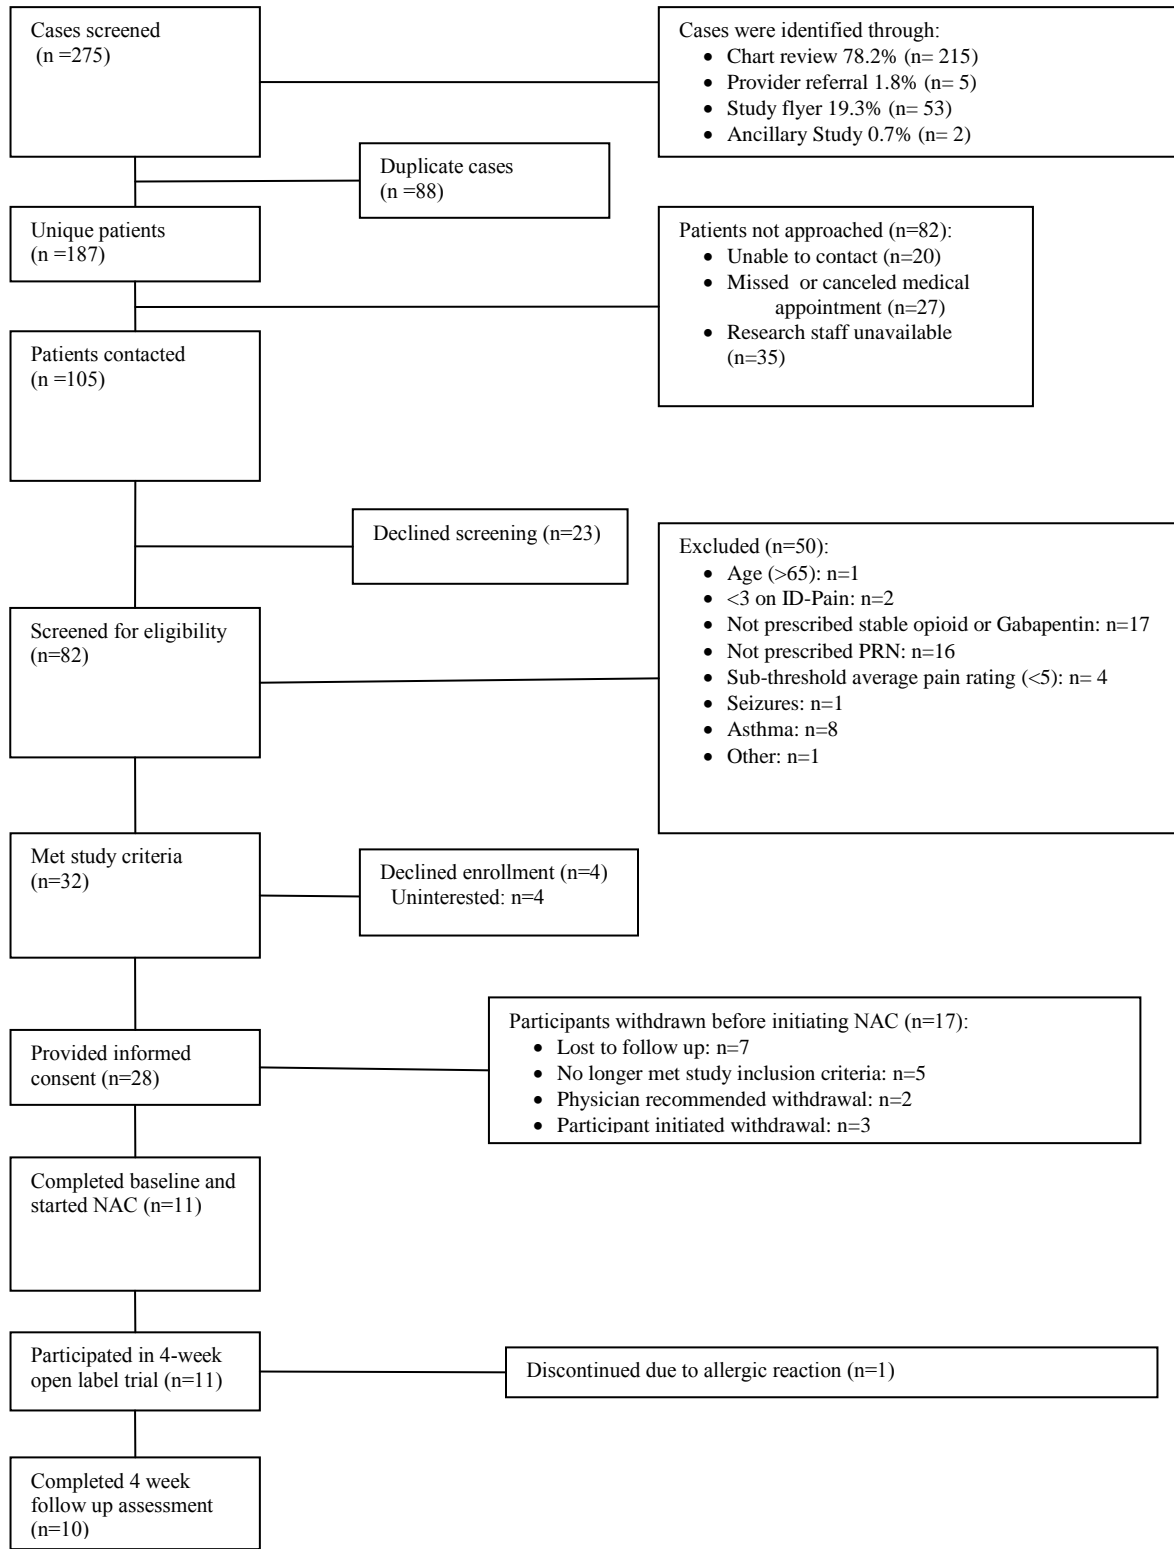 Cases screened
(n =275)
Cases were identified through:
• Chart review 78.2% (n= 215)
• Provider referral 1.8% (n= 5)
• Study flyer 19.3% (n= 53)
• Ancillary Study 0.7% (n= 2)
Duplicate cases
(n =88)
Unique patients
(n =187)
Patients not approached (n=82):
• Unable to contact (n=20)
• Missed or canceled medical
appointment (n=27)
• Research staff unavailable
(n=35)
Patients contacted
(n =105)
Declined screening (n=23)
Excluded (n=50):
• Age (>65): n=1
• <3 on ID-Pain: n=2
• Not prescribed stable opioid or Gabapentin: n=17
• Not prescribed PRN: n=16
• Sub-threshold average pain rating (<5): n= 4
• Seizures: n=1
• Asthma: n=8
• Other: n=1
Screened for eligibility
(n=82)
Met study criteria
(n=32)
Declined enrollment (n=4)
Uninterested: n=4
Participants withdrawn before initiating NAC (n=17):
• Lost to follow up: n=7
• No longer met study inclusion criteria: n=5
• Physician recommended withdrawal: n=2
• Participant initiated withdrawal: n=3
Provided informed
consent (n=28)
Completed baseline and
started NAC (n=11)
Participated in 4-week
open label trial (n=11)
Discontinued due to allergic reaction (n=1)
Completed 4 week
follow up assessment
(n=10)